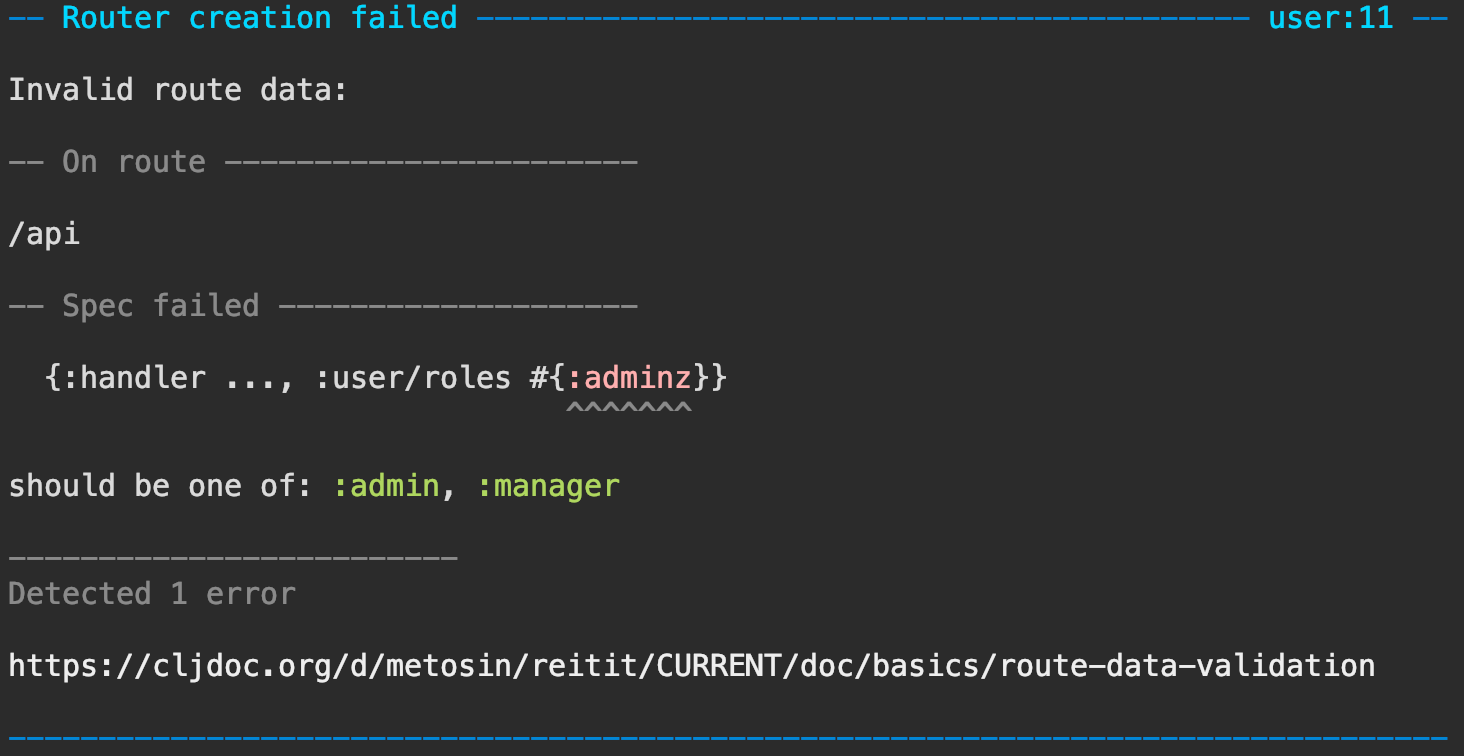 -- Router creation failed ------------------------------------------- user:11 --
Invalid route data:
-- On route -----------------------
/api
-- Spec failed --------------------
  {:handler ..., :user/roles #{:adminz}}
                               ^^^^^^^
should be one of: :admin, :manager
-------------------------
Detected 1 error
https://cljdoc.org/d/metosin/reitit/CURRENT/doc/basics/route-data-validation
--------------------------------------------------------------------------------